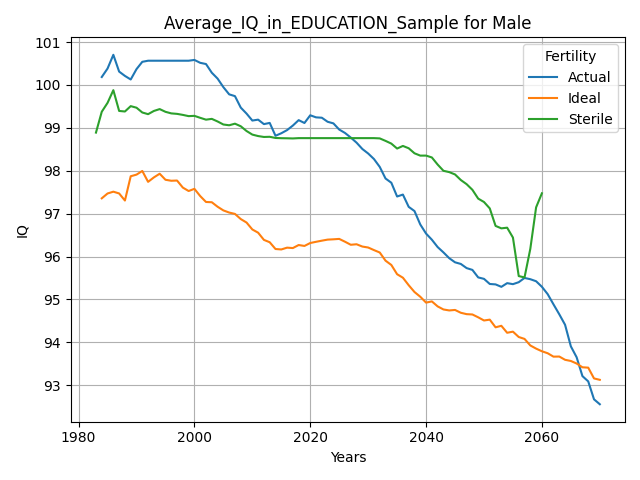 Average_IQ_in_EDUCATION_Sample for Male
Fertility
Actual
Ideal
Sterile
IQ
101
100
99
98
97
96
95
94
93
1980
2000
2020
2040
2060
Years